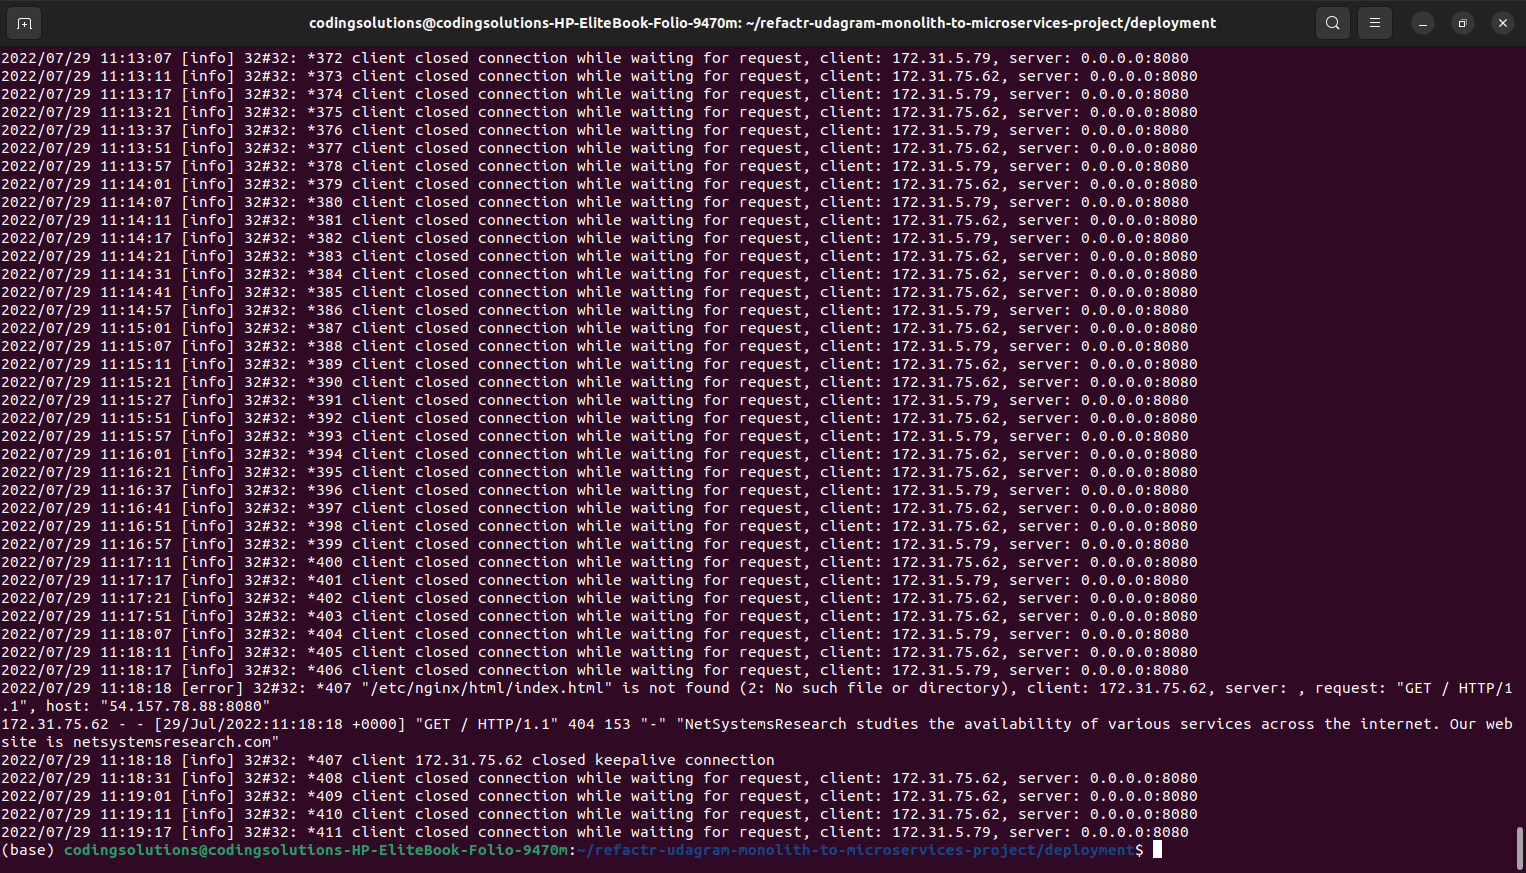 codingsolutions@codingsolutions-HP-EliteBook-Folio-9470m: ~/refactr-udagram-monolith-to-microservices-project/deployment
2022/07/29 11:13:07 [info] 32#32: *372 client closed connection while waiting for request, client: 172.31.5.79, server: 0.0.0.0:8080
2022/07/29 11:13:11 [info] 32#32: *373 client closed connection while waiting for request, client: 172.31.75.62, server: 0.0.0.0:8080
2022/07/29 11:13:17 [info] 32#32: *374 client closed connection while waiting for request, client: 172.31.5.79, server: 0.0.0.0:8080
2022/07/29 11:13:21 [info] 32#32: *375 client closed connection while waiting for request, client: 172.31.75.62, server: 0.0.0.0:8080
2022/07/29 11:13:37 [info] 32#32: *376 client closed connection while waiting for request, client: 172.31.5.79, server: 0.0.0.0:8080
2022/07/29 11:13:51 [info] 32#32: *377 client closed connection while waiting for request, client: 172.31.75.62, server: 0.0.0.0:8080
2022/07/29 11:13:57 [info] 32#32: *378 client closed connection while waiting for request, client: 172.31.5.79, server: 0.0.0.0:8080
2022/07/29 11:14:01 [info] 32#32: *379 client closed connection while waiting for request, client: 172.31.75.62, server: 0.0.0.0:8080
2022/07/29 11:14:07 [info] 32#32: *380 client closed connection while waiting for request, client: 172.31.5.79, server: 0.0.0.0:8080
2022/07/29 11:14:11 [info] 32#32: *381 client closed connection while waiting for request, client: 172.31.75.62, server: 0.0.0.0:8080
2022/07/29 11:14:17 [info] 32#32: *382 client closed connection while waiting for request, client: 172.31.5.79, server: 0.0.0.0:8080
2022/07/29 11:14:21 [info] 32#32: *383 client closed connection while waiting for request, client: 172.31.75.62, server: 0.0.0.0:8080
2022/07/29 11:14:31 [info] 32#32: *384 client closed connection while waiting for request, client: 172.31.75.62, server: 0.0.0.0:8080
2022/07/29 11:14:41 [info] 32#32: *385 client closed connection while waiting for request, client: 172.31.75.62, server: 0.0.0.0:8080
2022/07/29 11:14:57 [info] 32#32: *386 client closed connection while waiting for request, client: 172.31.5.79, server: 0.0.0.0:8080
2022/07/29 11:15:01 [info] 32#32: *387 client closed connection while waiting for request, client: 172.31.75.62, server: 0.0.0.0:8080
2022/07/29 11:15:07 [info] 32#32: *388 client closed connection while waiting for request, client: 172.31.5.79, server: 0.0.0.0:8080
2022/07/29 11:15:11 [info] 32#32: *389 client closed connection while waiting for request, client: 172.31.75.62, server: 0.0.0.0:8080
2022/07/29 11:15:21 [info] 32#32: *390 client closed connection while waiting for request, client: 172.31.75.62, server: 0.0.0.0:8080
2022/07/29 11:15:27 [info] 32#32: *391 client closed connection while waiting for request, client: 172.31.5.79, server: 0.0.0.0:8080
2022/07/29 11:15:51 [info] 32#32: *392 client closed connection while waiting for request, client: 172.31.75.62, server: 0.0.0.0:8080
2022/07/29 11:15:57 [info] 32#32: *393 client closed connection while waiting for request, client: 172.31.5.79, server: 0.0.0.0:8080
2022/07/29 11:16:01 [info] 32#32: *394 client closed connection while waiting for request, client: 172.31.75.62, server: 0.0.0.0:8080
2022/07/29 11:16:21 [info] 32#32: *395 client closed connection while waiting for request, client: 172.31.75.62, server: 0.0.0.0:8080
2022/07/29 11:16:37 [info] 32#32: *396 client closed connection while waiting for request, client: 172.31.5.79, server: 0.0.0.0:8080
2022/07/29 11:16:41 [info] 32#32: *397 client closed connection while waiting for request, client: 172.31.75.62, server: 0.0.0.0:8080
2022/07/29 11:16:51 [info] 32#32: *398 client closed connection while waiting for request, client: 172.31.75.62, server: 0.0.0.0:8080
2022/07/29 11:16:57 [info] 32#32: *399 client closed connection while waiting for request, client: 172.31.5.79, server: 0.0.0.0:8080
2022/07/29 11:17:11 [info] 32#32: *400 client closed connection while waiting for request, client: 172.31.75.62, server: 0.0.0.0:8080
2022/07/29 11:17:17 [info] 32#32: *401 client closed connection while waiting for request, client: 172.31.5.79, server: 0.0.0.0:8080
2022/07/29 11:17:21 [info] 32#32: *402 client closed connection while waiting for request, client: 172.31.75.62, server: 0.0.0.0:8080
2022/07/29 11:17:51 [info] 32#32: *403 client closed connection while waiting for request, client: 172.31.75.62, server: 0.0.0.0:8080
2022/07/29 11:18:07 [info] 32#32: *404 client closed connection while waiting for request, client: 172.31.5.79, server: 0.0.0.0:8080
2022/07/29 11:18:11 [info] 32#32: *405 client closed connection while waiting for request, client: 172.31.75.62, server: 0.0.0.0:8080
2022/07/29 11:18:17 [info] 32#32: *406 client closed connection while waiting for request, client: 172.31.5.79, server: 0.0.0.0:8080
2022/07/29 11:18:18 [error] 32#32: *407 "/etc/nginx/html/index.html" is not found (2: No such file or directory), client: 172.31.75.62, server: , request: "GET / HTTP/1
.1", host: "54.157.78.88:8080"
172.31.75.62 - - [29/Jul/2022:11:18:18 +0000] "GET / HTTP/1.1" 404 153 "-" "NetSystemsResearch studies the availability of various services across the internet. Our web
site is netsystemsresearch.com"
2022/07/29 11:18:18 [info] 32#32: *407 client 172.31.75.62 closed keepalive connection
2022/07/29 11:18:31 [info] 32#32: *408 client closed connection while waiting for request, client: 172.31.75.62, server: 0.0.0.0:8080
2022/07/29 11:19:01 [info] 32#32: *409 client closed connection while waiting for request, client: 172.31.75.62, server: 0.0.0.0:8080
2022/07/29 11:19:11 [info] 32#32: *410 client closed connection while waiting for request, client: 172.31.75.62, server: 0.0.0.0:8080
2022/07/29 11:19:17 [info] 32#32: *411 client closed connection while waiting for request, client: 172.31.5.79, server: 0.0.0.0:8080
(base) codingsolutions@codingsolutions-HP-EliteBook-Folio-9470m:~/refactr-udagram-monolith-to-microservices-project/deployment$